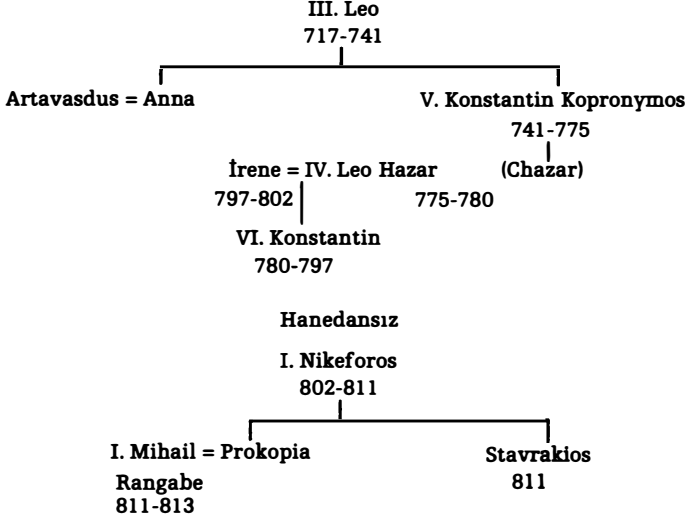 III. Leo
717-741
Artavasdus = Anna
V. Konstantin Kopronymos
741-775
İrene = IV. Leo Hazar (Chazar)
797-802 775-780
VI. Konstantin
780-797
Hanedansız
I. Nikeforos
802-811
I. Mihail = Prokopia
Stavrakios
Rangabe
811
811-813